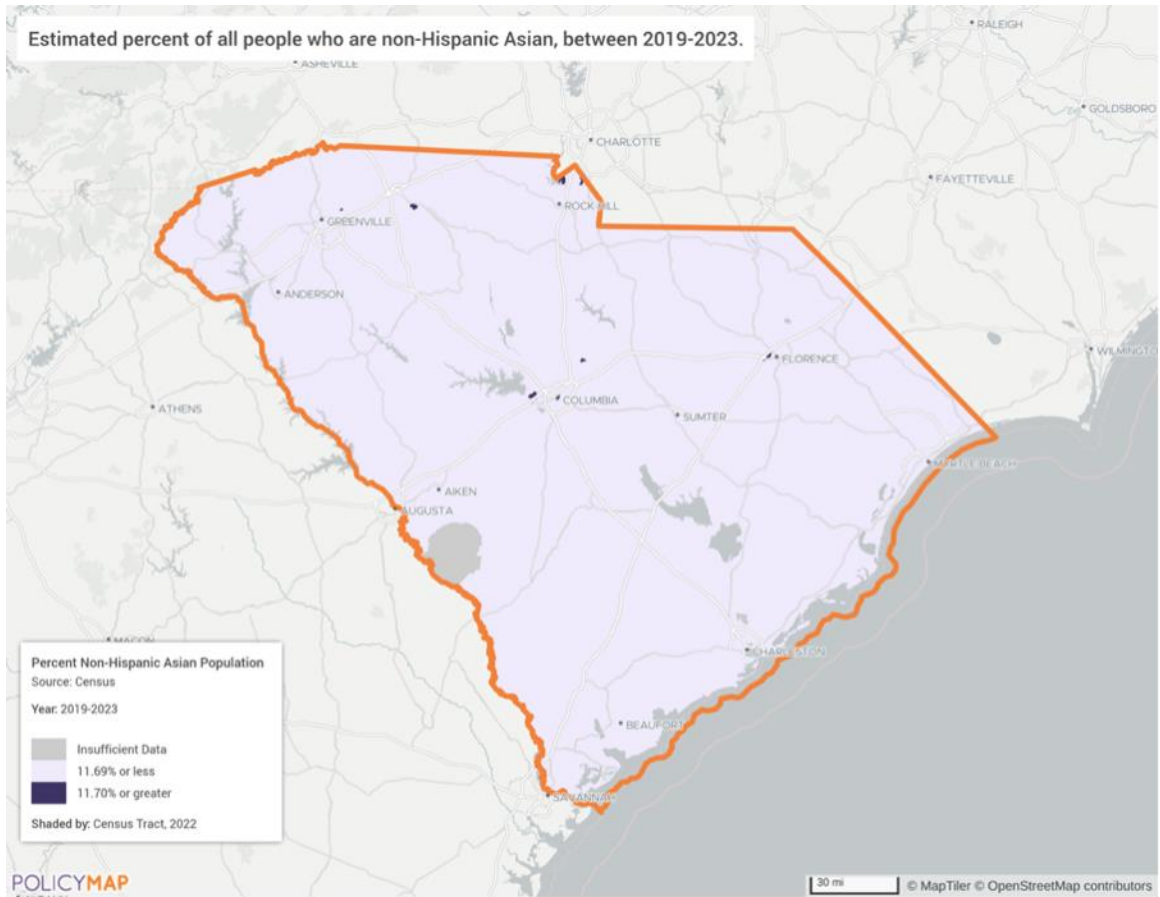 Estimated percent of all people who are non-Hispanic Asian, between 2019-2023.
RALEIGH
ASHEVILLE
GOLDSBORO
CHARLOTTE
FAYETTEVILLE
ROCK HILL
GREENVILLE
ANDERSON
WILMINGTON
FLORENCE
ATHENS
COLUMBIA
SUMTER
MYRTLE BEACH
AIKEN
AUGUSTA
MACON
CHARLESTON
BEAUFORT
SAVANNAH
Percent Non-Hispanic Asian Population
Source: Census
Year: 2019-2023
Insufficient Data
11.69% or less
11.70% or greater
Shaded by: Census Tract, 2022
POLICYMAP
30 mi
© MapTiler © OpenStreetMap contributors